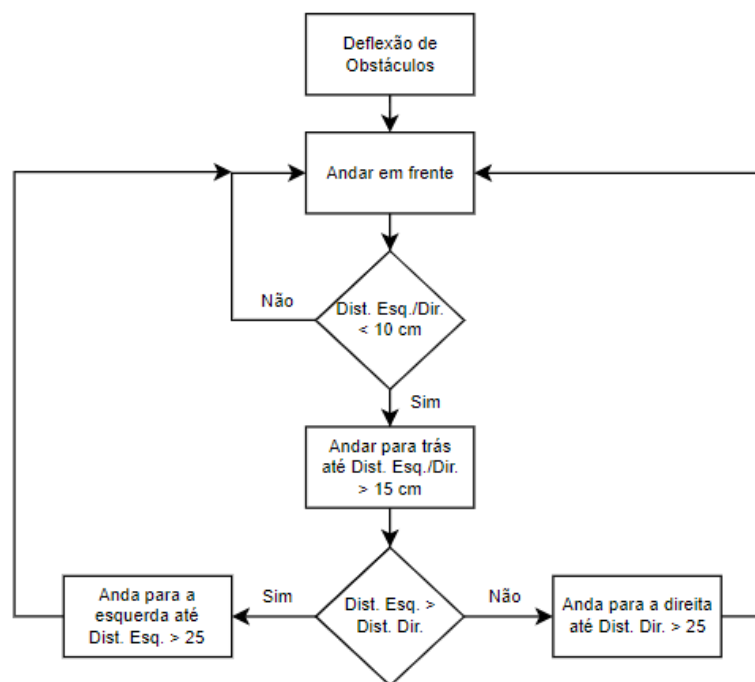 Deflexão de
Obstáculos
Andar em frente
Não
Dist. Esq./Dir.
< 10 cm
Sim
Andar para trás
até Dist. Esq./Dir.
> 15 cm
Anda para a
esquerda até
Dist. Esq. > 25
Sim
Dist. Esq. >
Dist. Dir.
Não
Anda para a direita
até Dist. Dir. > 25